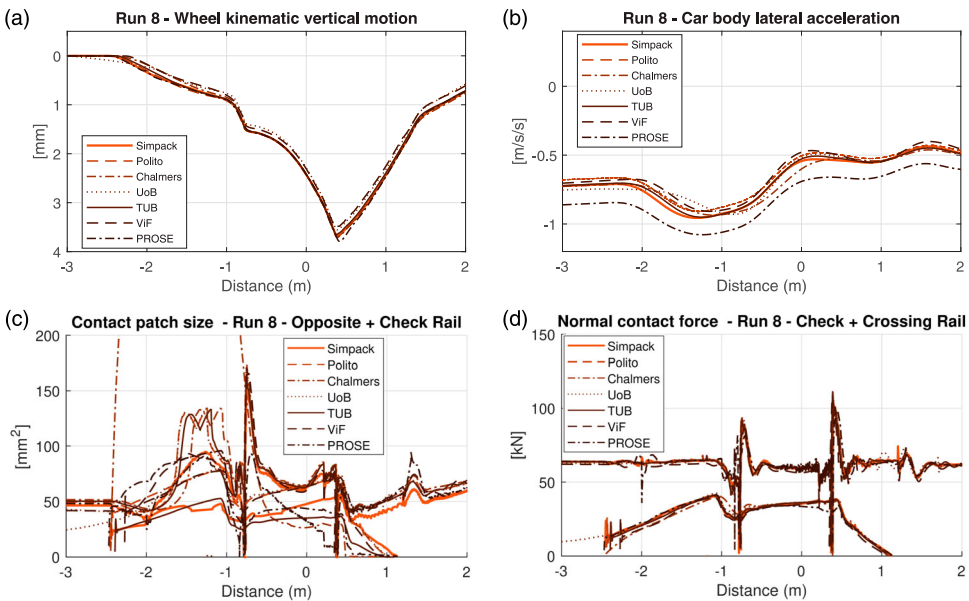 (a)
Run 8 - Wheel kinematic vertical motion
0
1
2
3
4
[mm]
Simpack
Polito
Chalmers
UoB
TUB
ViF
PROSE
-3
-2
-1
0
1
2
Distance (m)
(b)
Run 8 - Car body lateral acceleration
0
-0.5
-1
[m/s/s]
Simpack
Polito
Chalmers
UoB
TUB
ViF
PROSE
-3
-2
-1
0
1
2
Distance (m)
(c)
Contact patch size - Run 8 - Opposite + Check Rail
200
150
100
50
0
[mm²]
Simpack
Polito
Chalmers
UoB
TUB
ViF
PROSE
-3
-2
-1
0
1
2
Distance (m)
(d)
Normal contact force - Run 8 - Check + Crossing Rail
150
100
50
0
[kN]
Simpack
Polito
Chalmers
UoB
TUB
ViF
PROSE
-3
-2
-1
0
1
2
Distance (m)